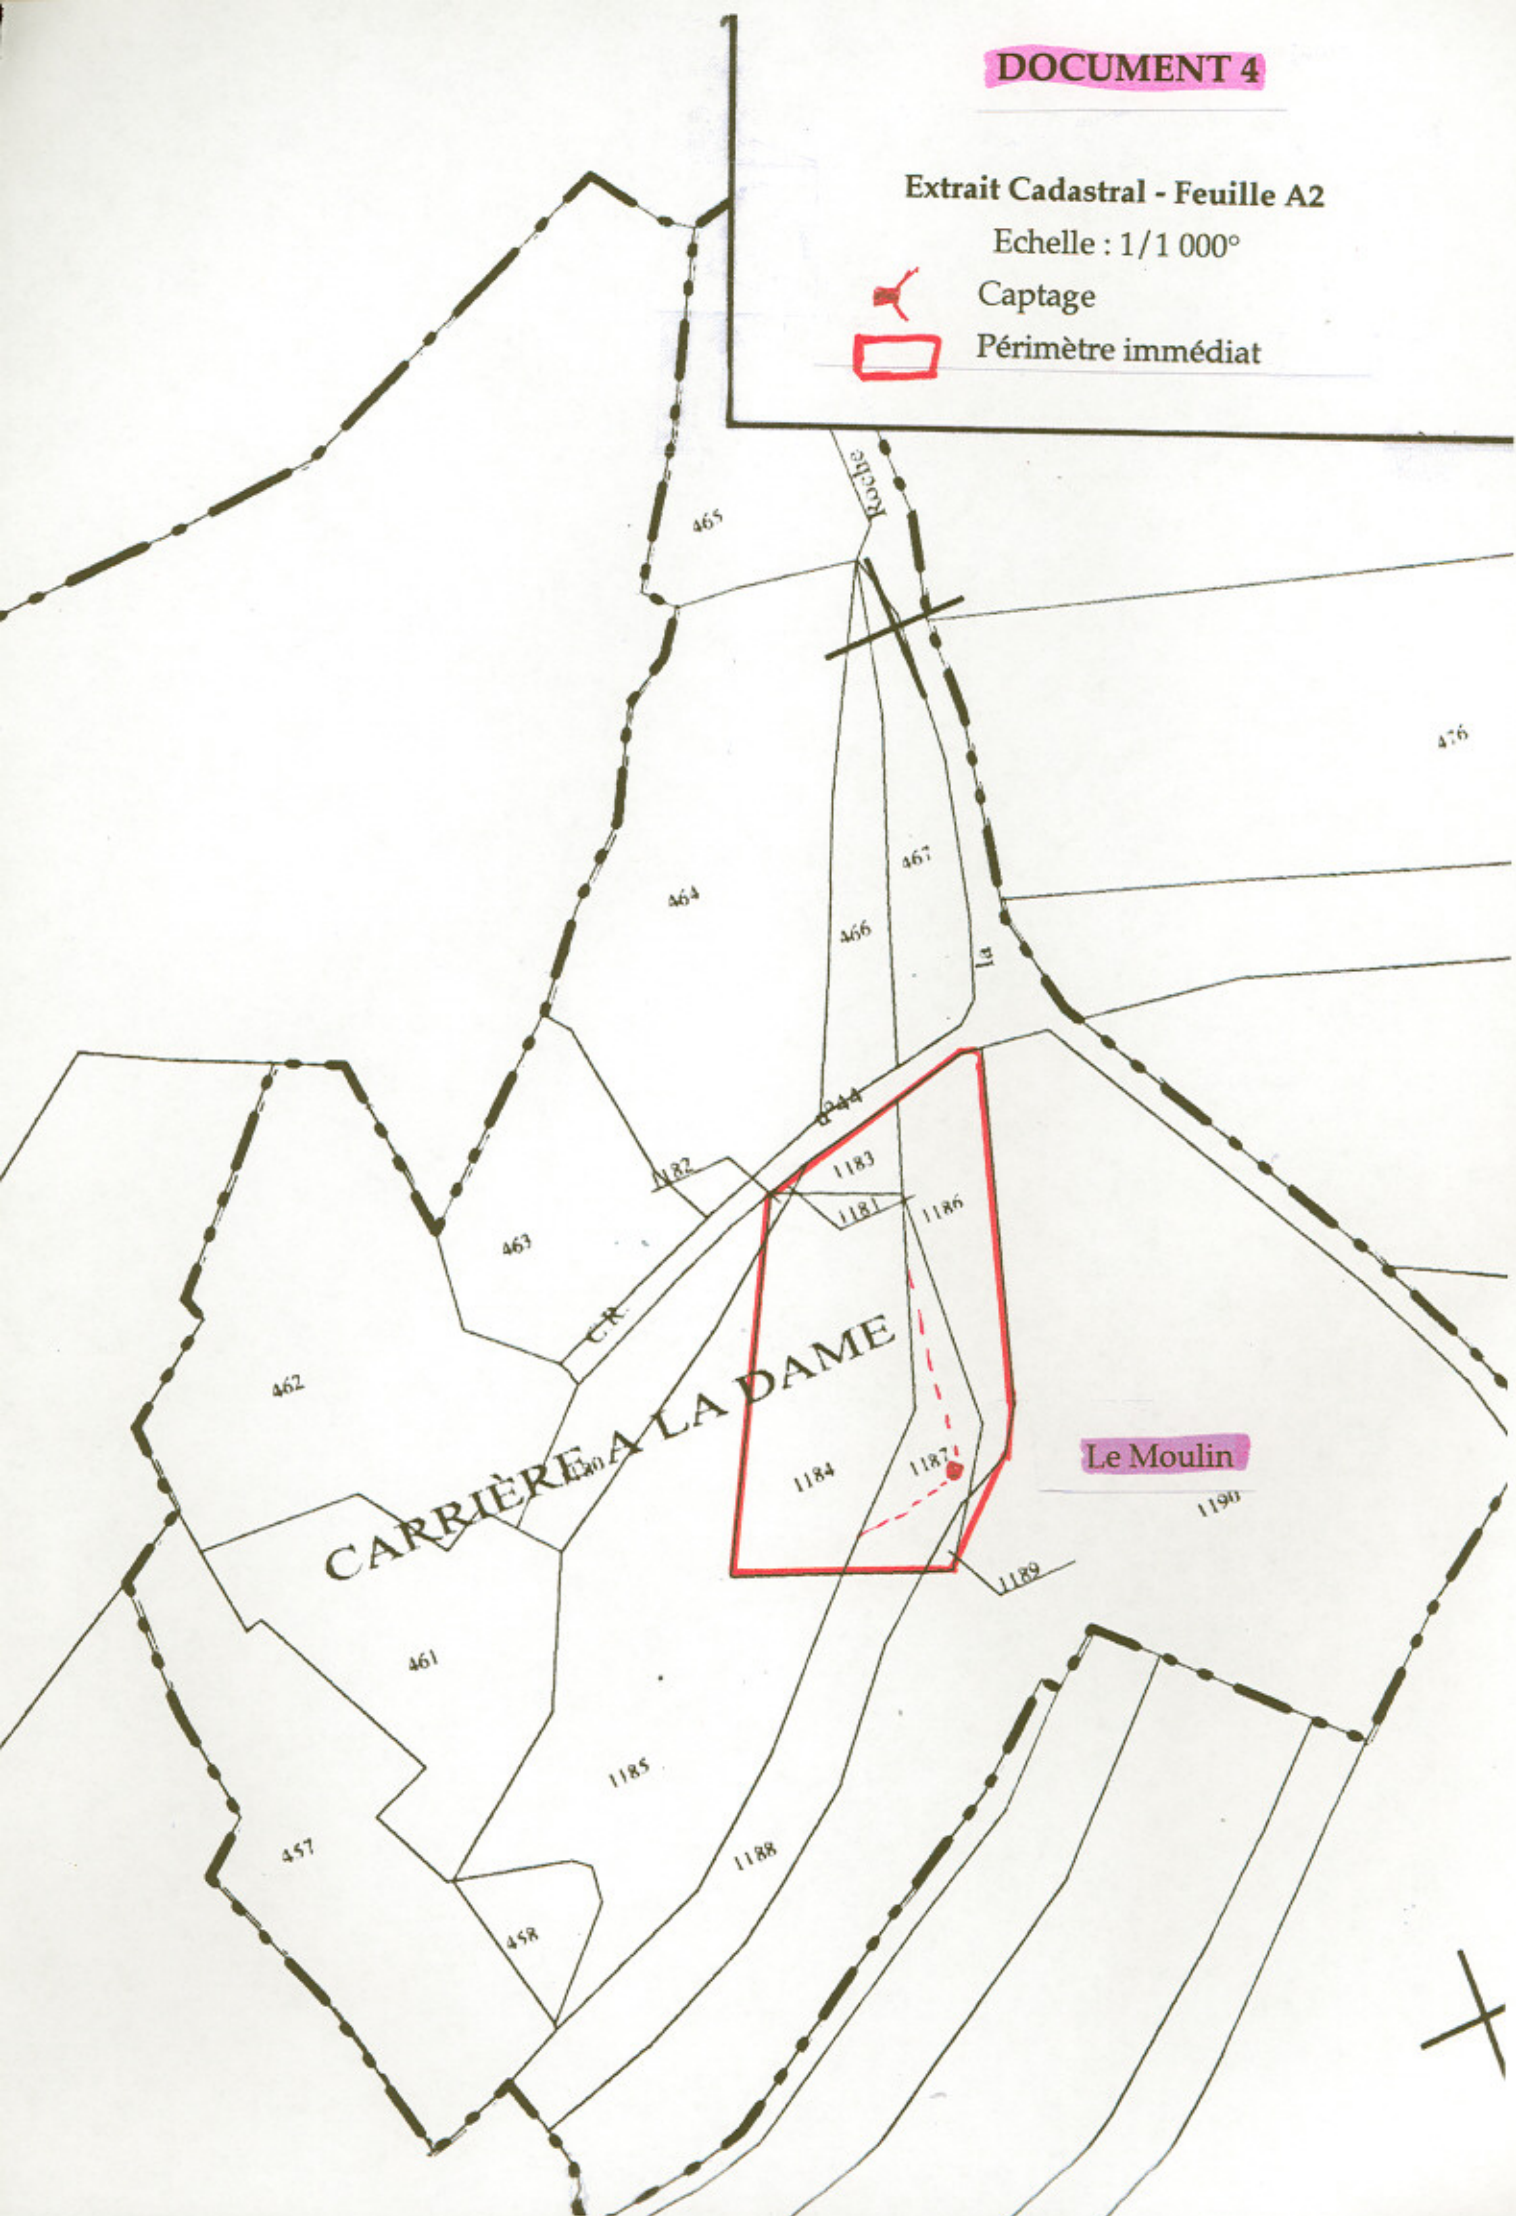 DOCUMENT 4
Extrait Cadastral - Feuille A2
Echelle : 1/1 000°
Captage
Périmètre immédiat
Roche
465
476
467
464
466
la
d°44
1183
1182
1181
1186
463
C.R.
462
CARRIÈRE A LA DAME
1184
1187
Le Moulin
1190
1189
461
1185
457
1188
458